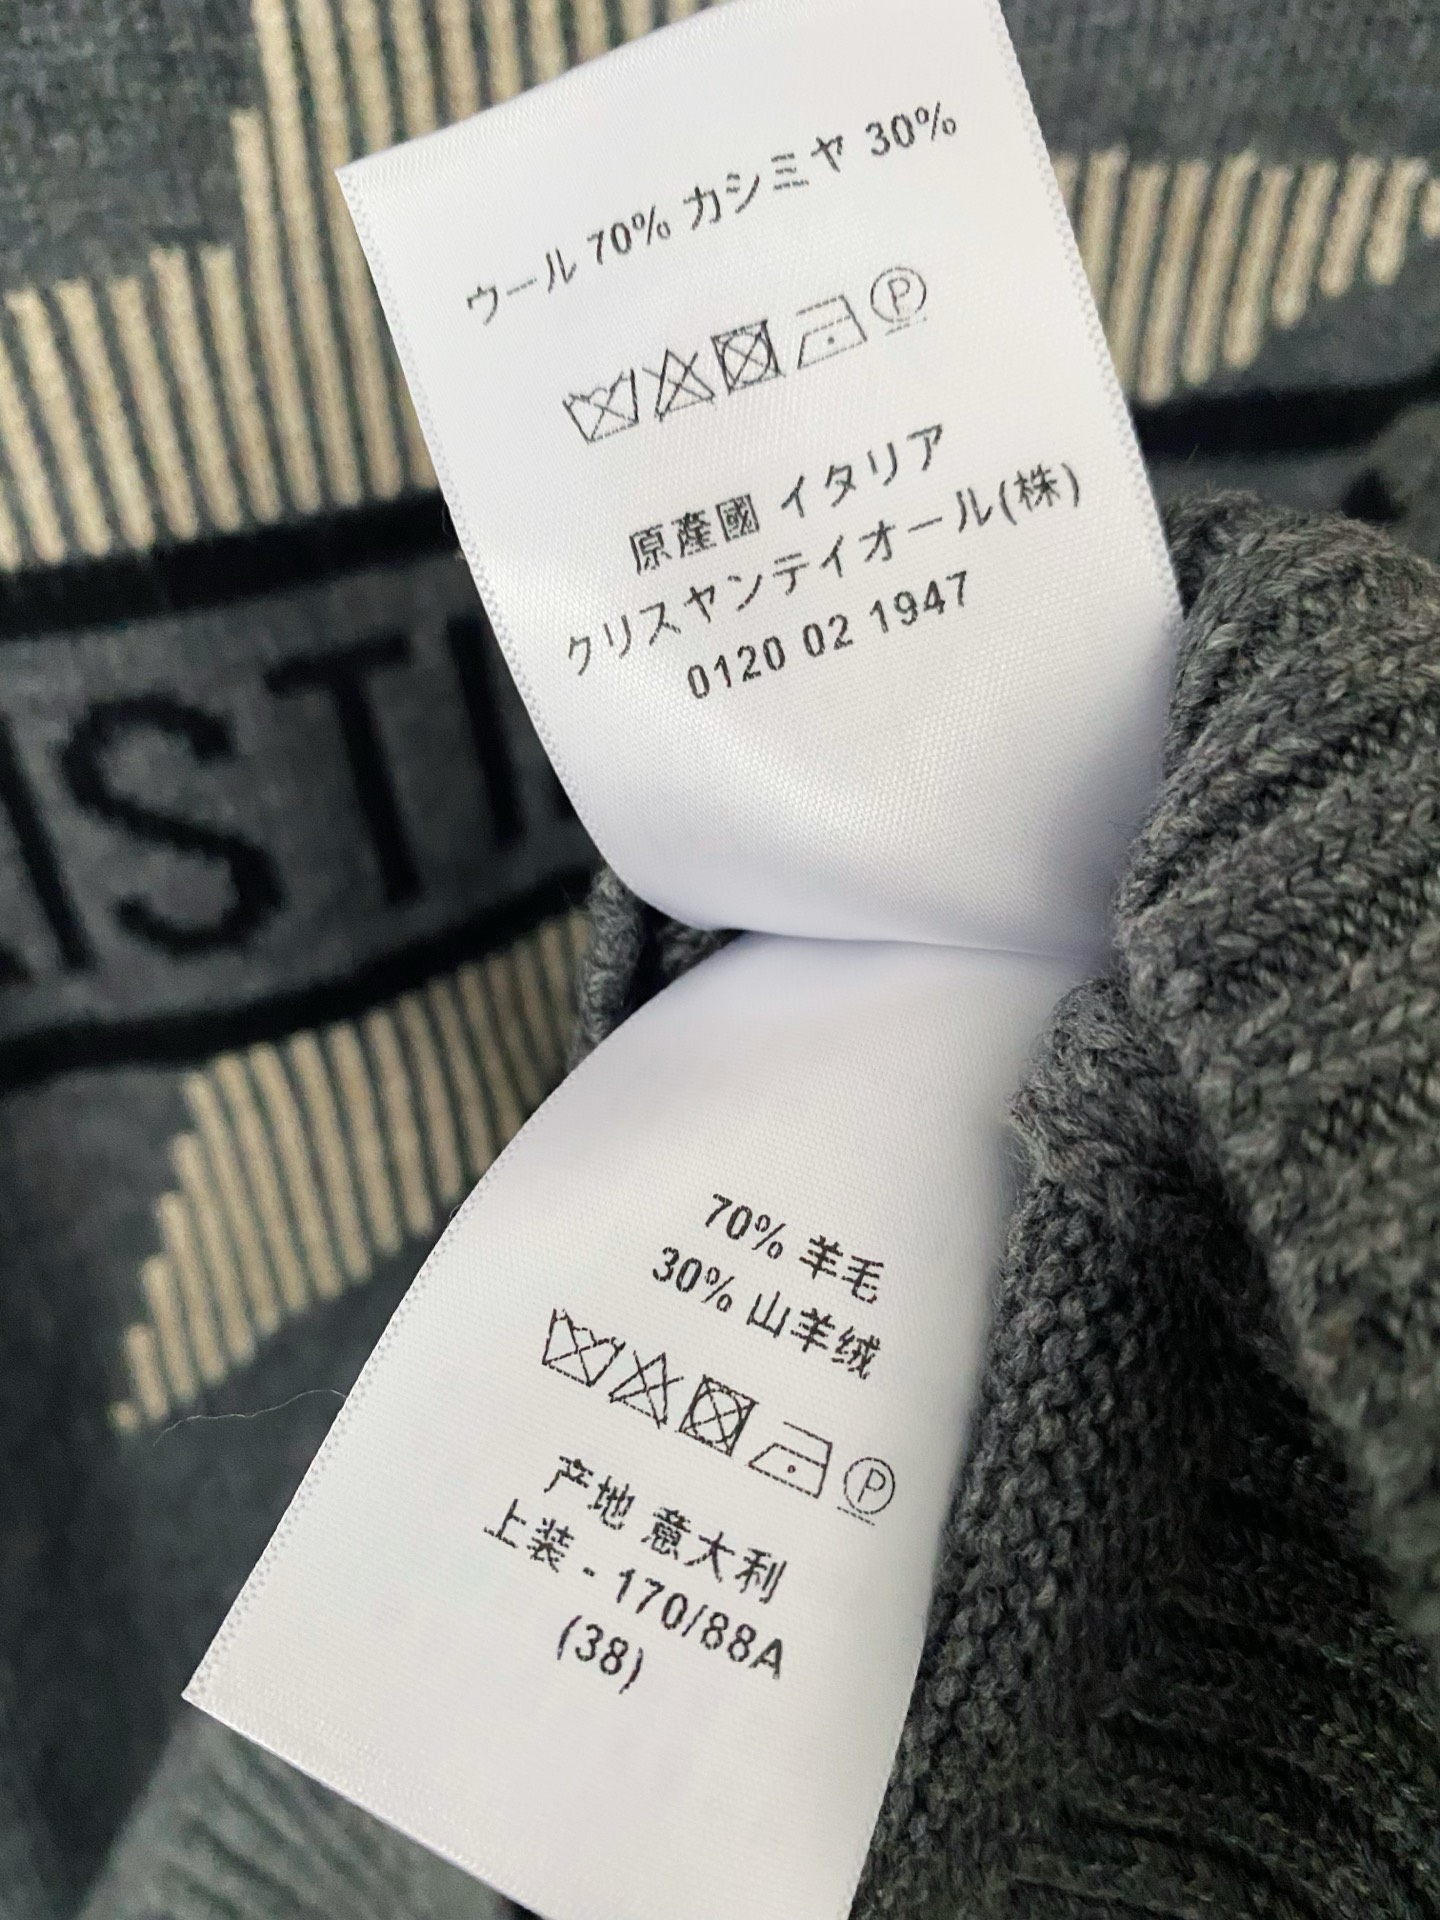 ウール 70% カシミヤ 30%
P
原産國 イタリア
クリスヤンテイオール(株)
0120 02 1947
ISTI
70% 羊毛
30% 山羊绒
P
产地 意大利
上装 - 170/88A
(38)